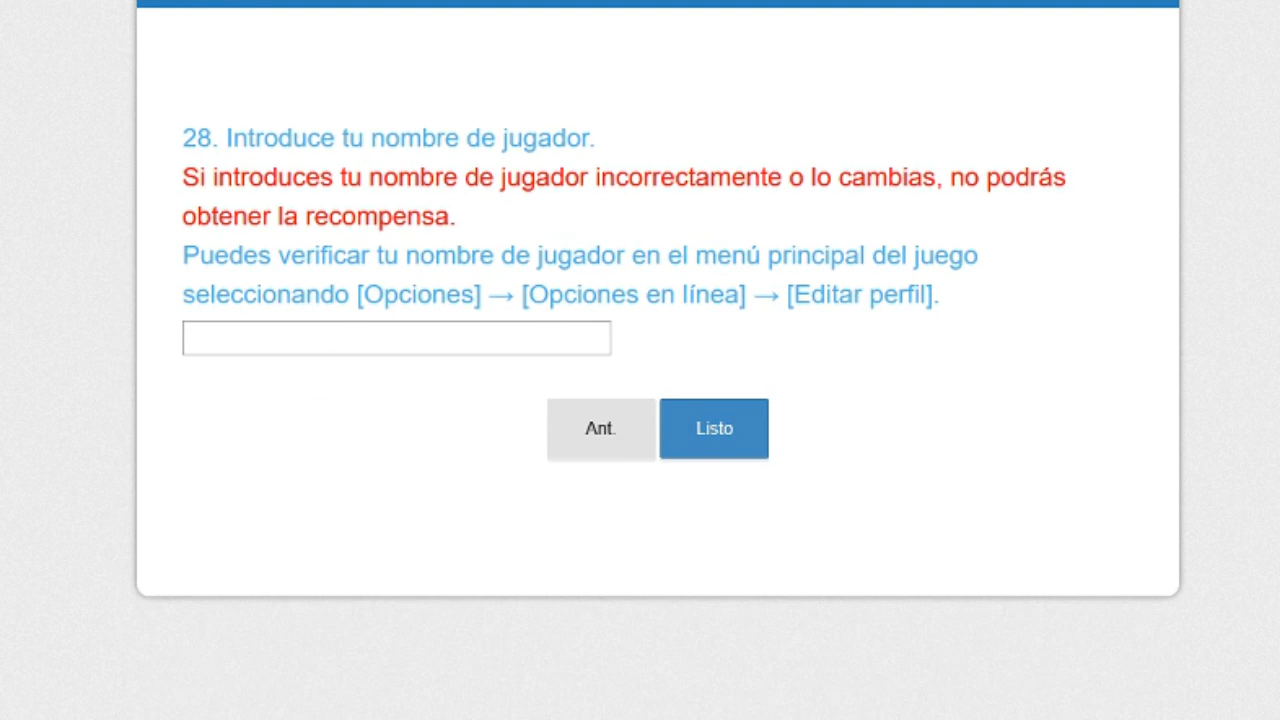 28. Introduce tu nombre de jugador.
Si introduces tu nombre de jugador incorrectamente o lo cambias, no podrás
obtener la recompensa.
Puedes verificar tu nombre de jugador en el menú principal del juego
seleccionando [Opciones] → [Opciones en línea] → [Editar perfil].
Ant. Listo